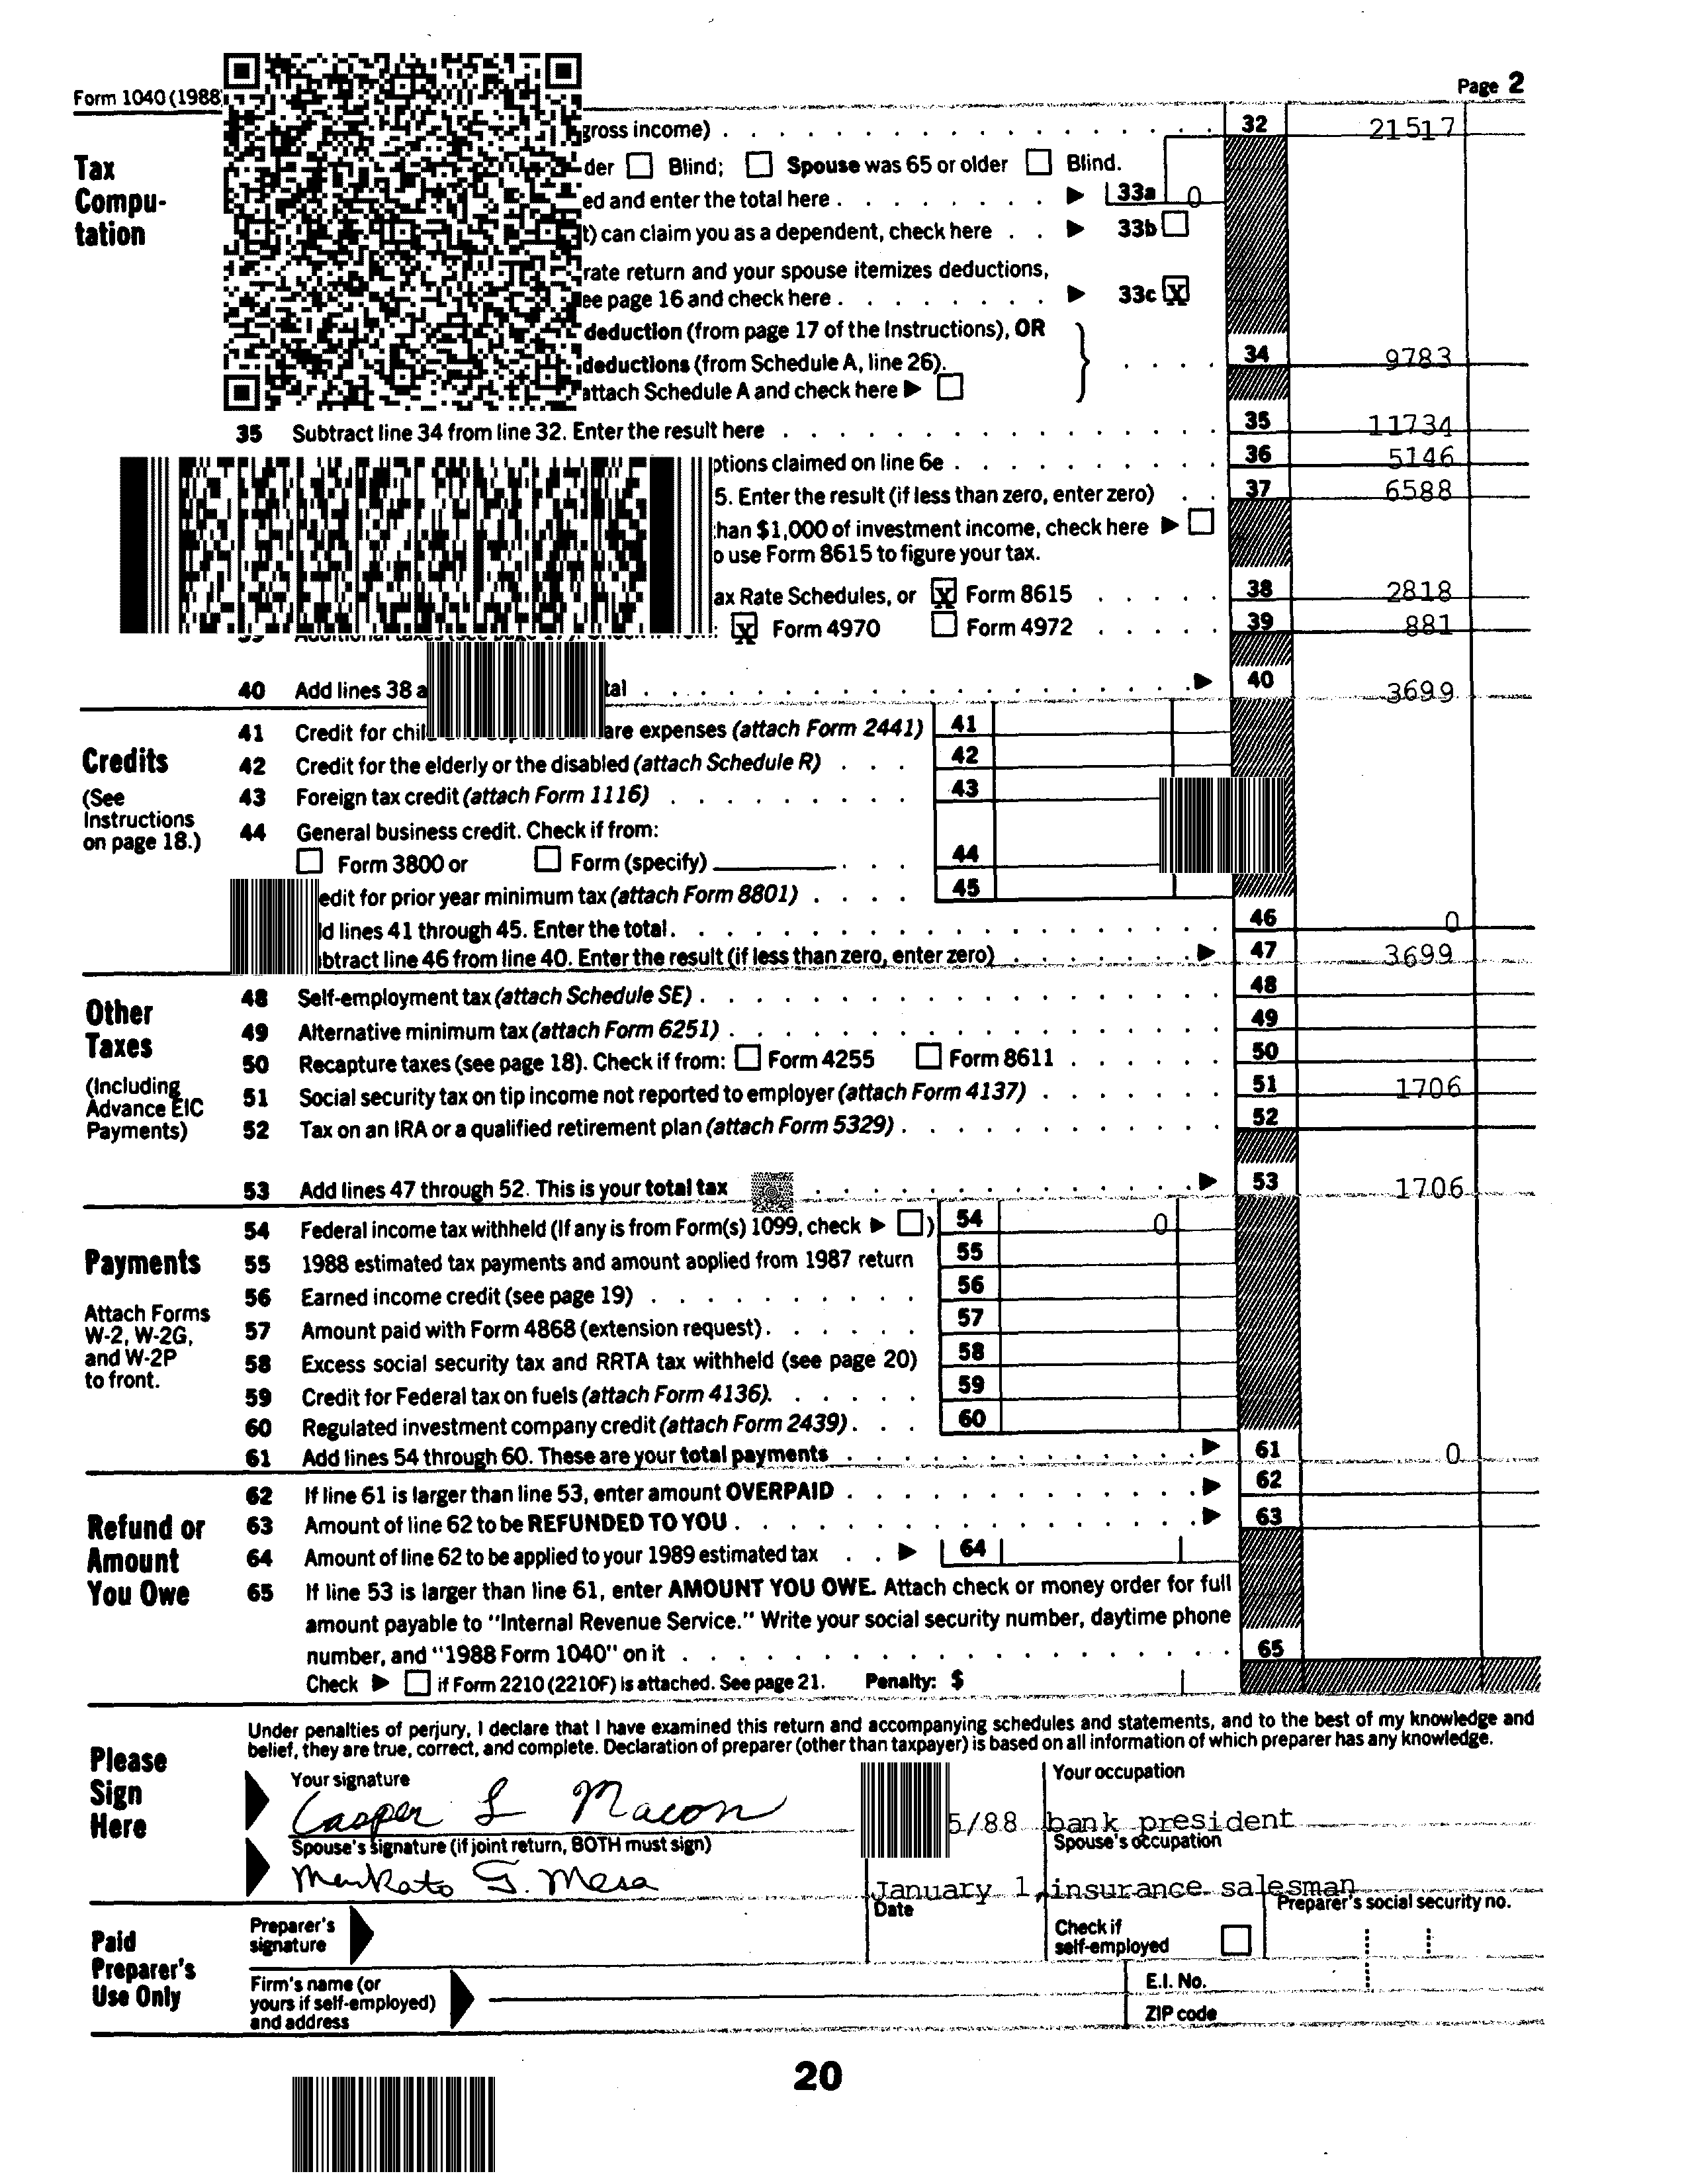 Form 1040 (1988
Page 2
Tax
Compu-
tation
gross income) 32 21517
der Blind; Spouse was 65 or older Blind.
ed and enter the total here 33a 0
t) can claim you as a dependent, check here 33b
rate return and your spouse itemizes deductions,
ee page 16 and check here 33c X
deduction (from page 17 of the Instructions), OR
deductions (from Schedule A, line 26). 34 9783
attach Schedule A and check here
35 Subtract line 34 from line 32. Enter the result here 35 11734
ptions claimed on line 6e 36 5146
5. Enter the result (if less than zero, enter zero) 37 6588
han $1,000 of investment income, check here
o use Form 8615 to figure your tax.
ax Rate Schedules, or X Form 8615 38 2818
X Form 4970 Form 4972 39 881
40 Add lines 38 a tal 40 3699
Credits
(See
Instructions
on page 18.)
41 Credit for chil are expenses (attach Form 2441) 41
42 Credit for the elderly or the disabled (attach Schedule R) 42
43 Foreign tax credit (attach Form 1116) 43
44 General business credit. Check if from:
Form 3800 or Form (specify) 44
edit for prior year minimum tax (attach Form 8801) 45
d lines 41 through 45. Enter the total. 46 0
btract line 46 from line 40. Enter the result (if less than zero, enter zero) 47 3699
Other
Taxes
(Including
Advance EIC
Payments)
48 Self-employment tax (attach Schedule SE) 48
49 Alternative minimum tax (attach Form 6251) 49
50 Recapture taxes (see page 18). Check if from: Form 4255 Form 8611 50
51 Social security tax on tip income not reported to employer (attach Form 4137) 51 1706
52 Tax on an IRA or a qualified retirement plan (attach Form 5329) 52
53 Add lines 47 through 52. This is your total tax 53 1706
Payments
Attach Forms
W-2, W-2G,
and W-2P
to front.
54 Federal income tax withheld (If any is from Form(s) 1099, check ) 54 0
55 1988 estimated tax payments and amount applied from 1987 return 55
56 Earned income credit (see page 19) 56
57 Amount paid with Form 4868 (extension request) 57
58 Excess social security tax and RRTA tax withheld (see page 20) 58
59 Credit for Federal tax on fuels (attach Form 4136) 59
60 Regulated investment company credit (attach Form 2439) 60
61 Add lines 54 through 60. These are your total payments 61 0
Refund or
Amount
You Owe
62 If line 61 is larger than line 53, enter amount OVERPAID 62
63 Amount of line 62 to be REFUNDED TO YOU 63
64 Amount of line 62 to be applied to your 1989 estimated tax 64
65 If line 53 is larger than line 61, enter AMOUNT YOU OWE. Attach check or money order for full
amount payable to "Internal Revenue Service." Write your social security number, daytime phone
number, and "1988 Form 1040" on it 65
Check if Form 2210 (2210F) is attached. See page 21. Penalty: $
Please
Sign
Here
Under penalties of perjury, I declare that I have examined this return and accompanying schedules and statements, and to the best of my knowledge and
belief, they are true, correct, and complete. Declaration of preparer (other than taxpayer) is based on all information of which preparer has any knowledge.
Your signature Your occupation
Casper L Macon 5/88 bank president
Spouse's signature (if joint return, BOTH must sign) Spouse's occupation
Menkato G. Mesa January 1, insurance salesman
Paid
Preparer's
Use Only
Preparer's
signature
Date
Check if
self-employed
Preparer's social security no.
Firm's name (or
yours if self-employed)
and address
E.I. No.
ZIP code
20